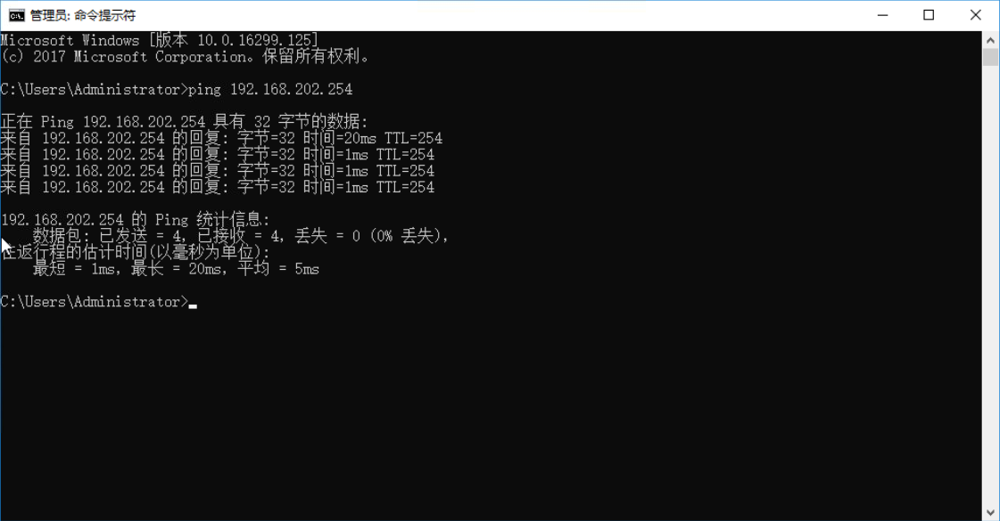 管理员: 命令提示符
Microsoft Windows [版本 10.0.16299.125]
(c) 2017 Microsoft Corporation。保留所有权利。
C:\Users\Administrator>ping 192.168.202.254
正在 Ping 192.168.202.254 具有 32 字节的数据:
来自 192.168.202.254 的回复: 字节=32 时间=20ms TTL=254
来自 192.168.202.254 的回复: 字节=32 时间=1ms TTL=254
来自 192.168.202.254 的回复: 字节=32 时间=1ms TTL=254
来自 192.168.202.254 的回复: 字节=32 时间=1ms TTL=254
192.168.202.254 的 Ping 统计信息:
数据包: 已发送 = 4, 已接收 = 4, 丢失 = 0 (0% 丢失),
往返行程的估计时间(以毫秒为单位):
最短 = 1ms, 最长 = 20ms, 平均 = 5ms
C:\Users\Administrator>